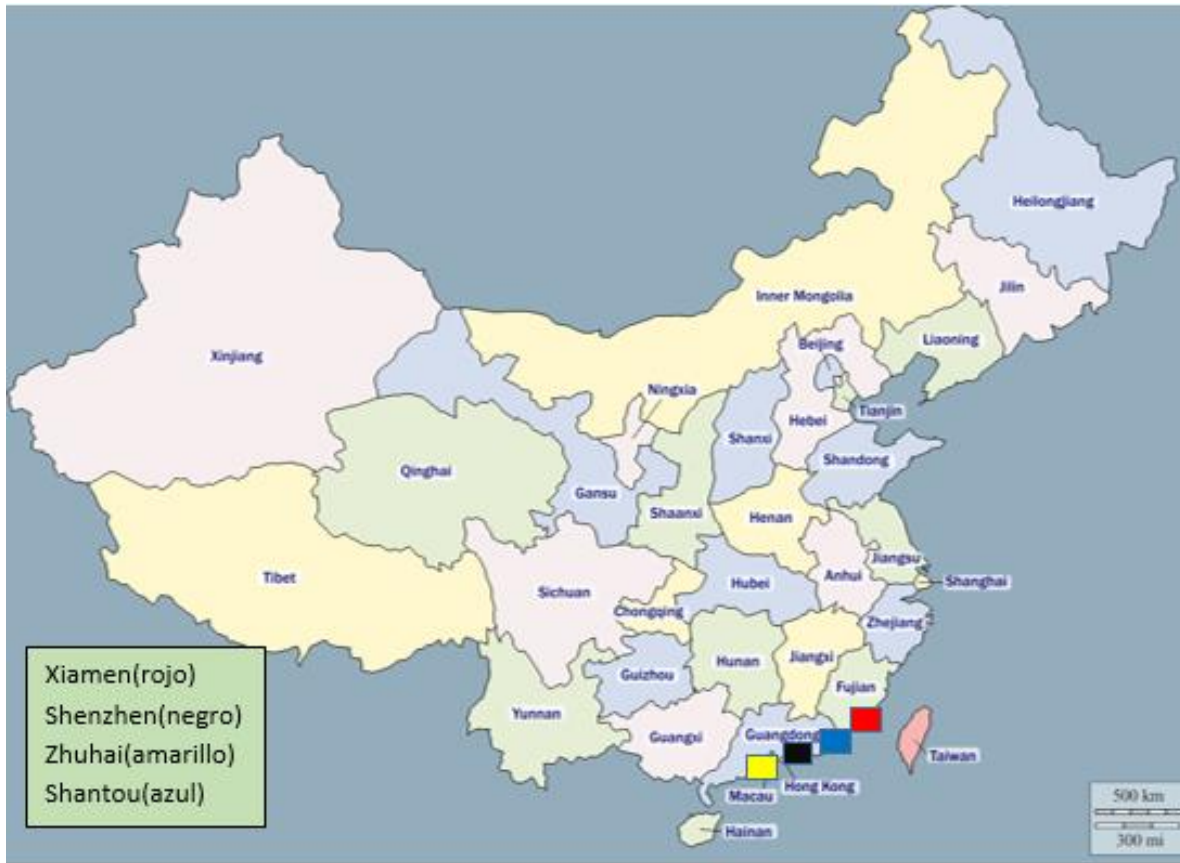 Heilongjiang
Jilin
Inner Mongolia
Liaoning
Beijing
Xinjiang
Ningxia
Tianjin
Hebei
Shanxi
Shandong
Qinghai
Gansu
Shaanxi
Henan
Jiangsu
Tibet
Sichuan
Hubei
Anhui
Shanghai
Chongqing
Zhejiang
Jiangxi
Hunan
Guizhou
Fujian
Yunnan
Guangxi
Guangdong
Taiwan
Hong Kong
Macau
Hainan
Xiamen(rojo)
Shenzhen(negro)
Zhuhai(amarillo)
Shantou(azul)
500 km
300 mi